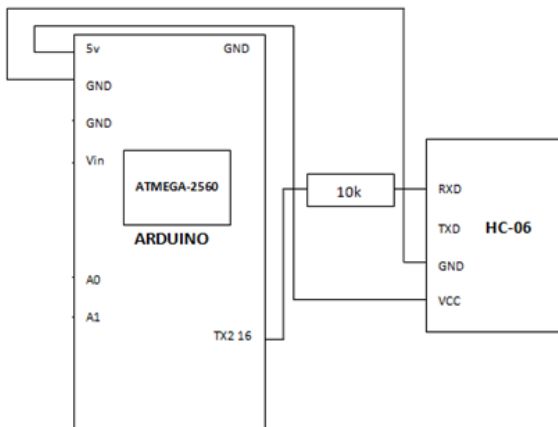 5v
GND
GND
GND
Vin
ATMEGA-2560
ARDUINO
A0
A1
TX2 16
10k
RXD
TXD
HC-06
GND
VCC